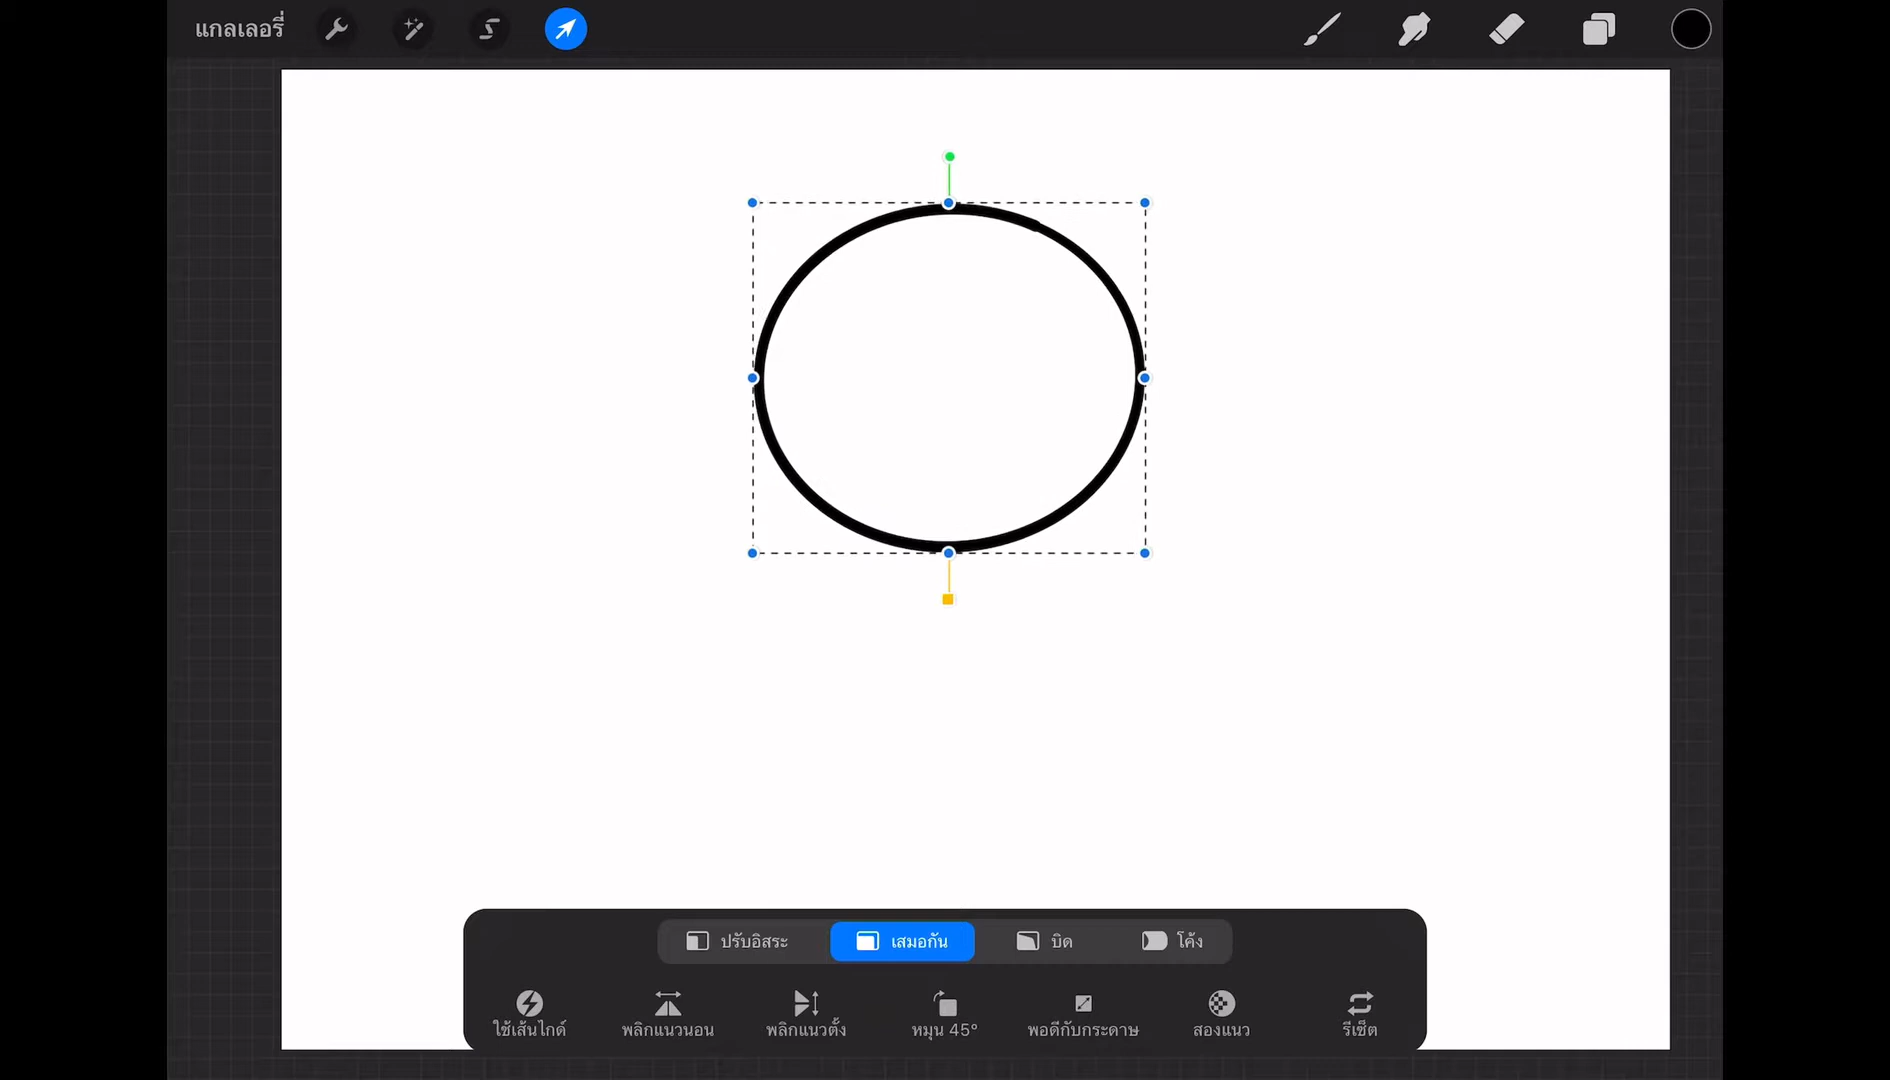 แกลเลอรี่
ปรับอิสระ เสมอกัน บิด โค้ง
ใช้เส้นไกด์ พลิกแนวนอน พลิกแนวตั้ง หมุน 45° พอดีกับกระดาษ สองแนว รีเซ็ต